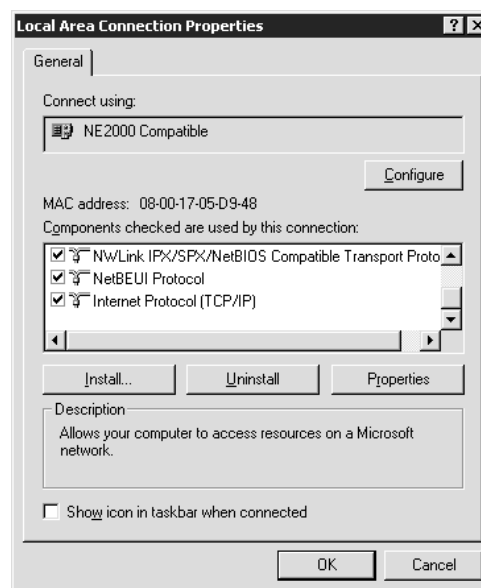 Local Area Connection Properties
General
Connect using:
NE2000 Compatible
Configure
MAC address: 08-00-17-05-D9-48
Components checked are used by this connection:
NWLink IPX/SPX/NetBIOS Compatible Transport Proto
NetBEUI Protocol
Internet Protocol (TCP/IP)
Install... Uninstall Properties
Description
Allows your computer to access resources on a Microsoft
network.
Show icon in taskbar when connected
OK Cancel